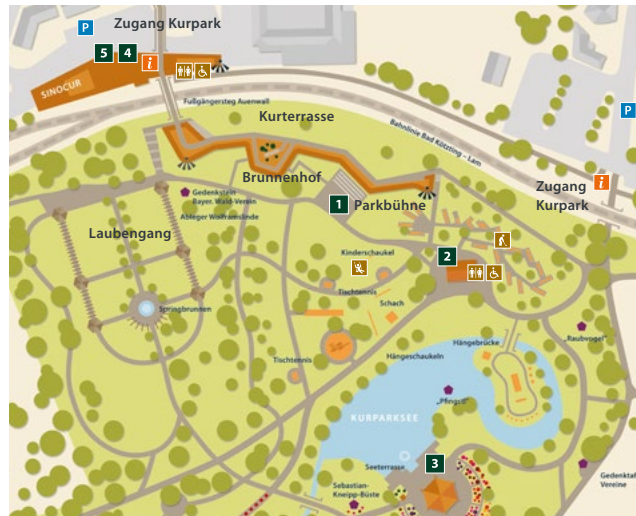 Zugang Kurpark
P
5 4 i
SINOCUR
Fußgängersteg Auenwall
Kurterrasse
P
Bahnlinie Bad Kötzting – Lam
Brunnenhof
i
Zugang
Kurpark
Gedenkstein
Bayer. Wald-Verein
Ableger Wolframslinde
1 Parkbühne
Laubengang
Kinderschaukel
2
Tischtennis
Schach
Springbrunnen
Hängebrücke
„Raubvogel"
Tischtennis
Hängeschaukeln
„Pfingstl"
KURPARKSEE
Seeterrasse
3
Sebastian-
Kneipp-Büste
Gedenktaf
Vereine